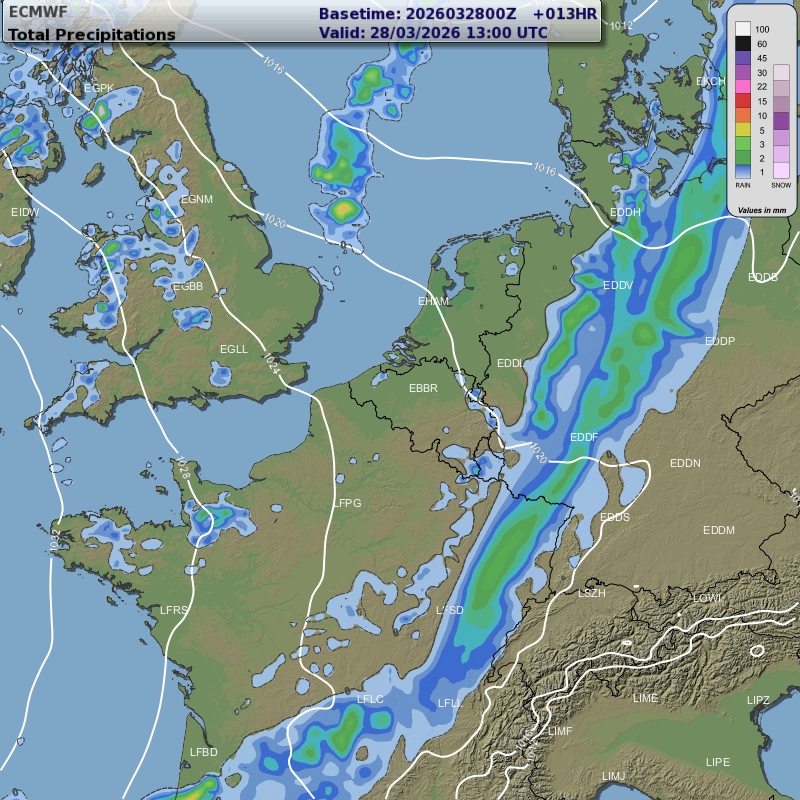 ECMWF
Basetime: 2026032800Z +013HR
Total Precipitations
Valid: 28/03/2026 13:00 UTC
1012
100
60
45
30
22
15
10
5
3
2
1
RAIN
SNOW
Values in mm
EKCH
1016
EGPK
1016
EGNM
EIDW
1020
EDDH
EGBB
EDDV
EDDB
EHAM
EDDP
EGLL
1024
EDDL
EBBR
EDDF
1020
EDDN
1028
LFPG
EDDS
EDDM
1032
LFRS
LFSD
LSZH
LOWI
LFLC
LFLL
LIME
LIPZ
LIMF
LFBD
LIPE
LIMJ